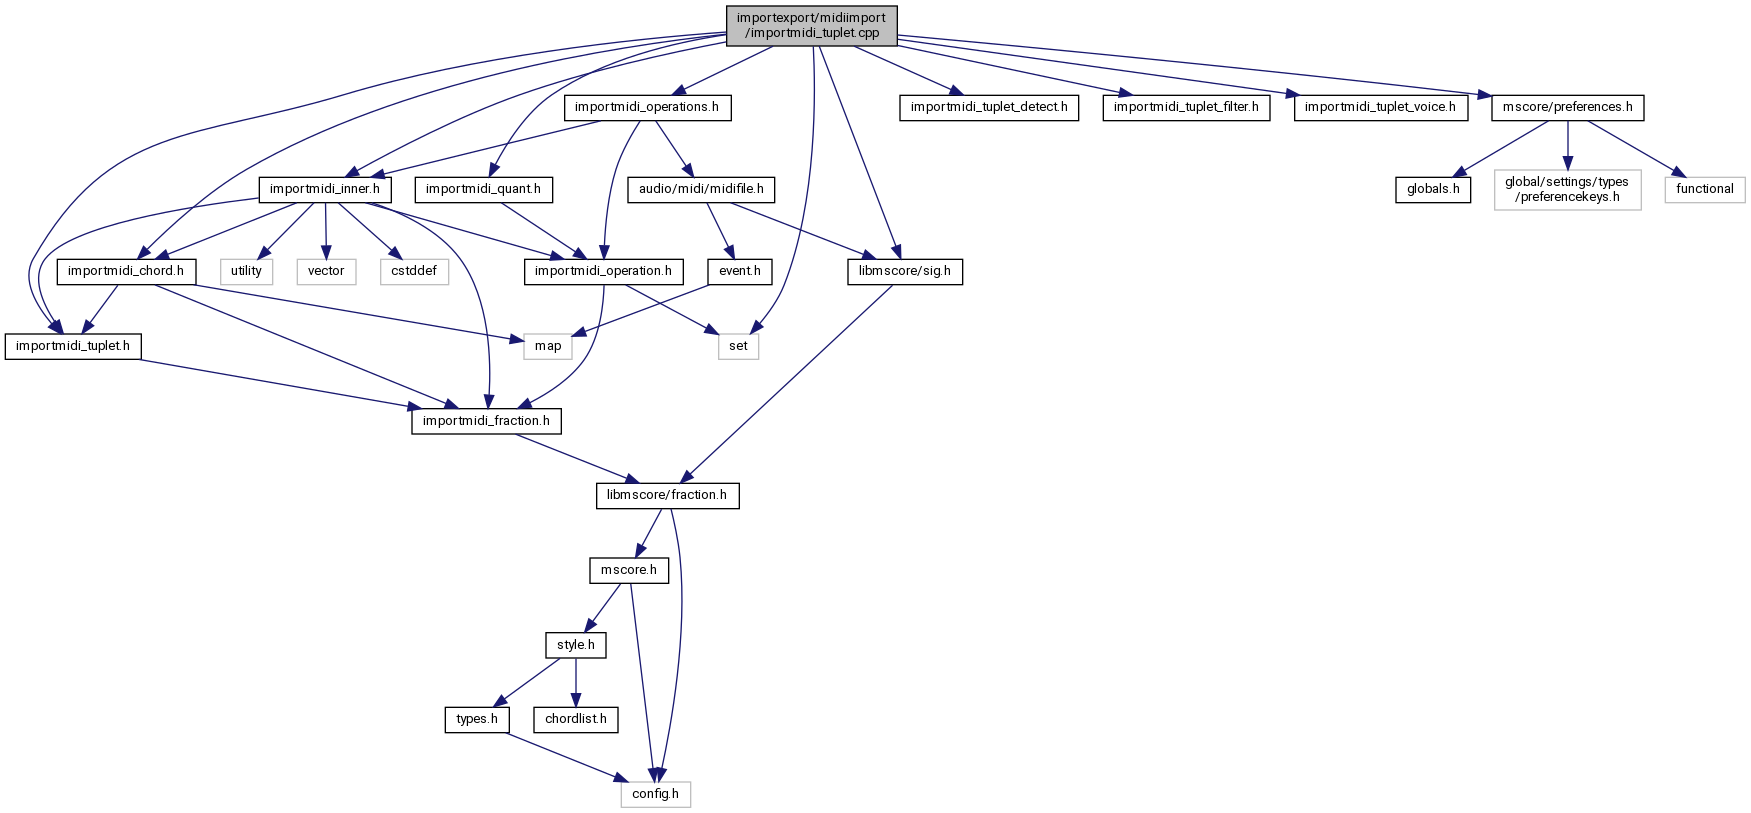 importexport/midiimport
/importmidi_tuplet.cpp
importmidi_operations.h
importmidi_tuplet_detect.h
importmidi_tuplet_filter.h
importmidi_tuplet_voice.h
mscore/preferences.h
importmidi_inner.h
importmidi_quant.h
audio/midi/midifile.h
globals.h
global/settings/types
/preferencekeys.h
functional
importmidi_chord.h
utility
vector
cstddef
importmidi_operation.h
event.h
libmscore/sig.h
importmidi_tuplet.h
map
set
importmidi_fraction.h
libmscore/fraction.h
mscore.h
style.h
types.h
chordlist.h
config.h